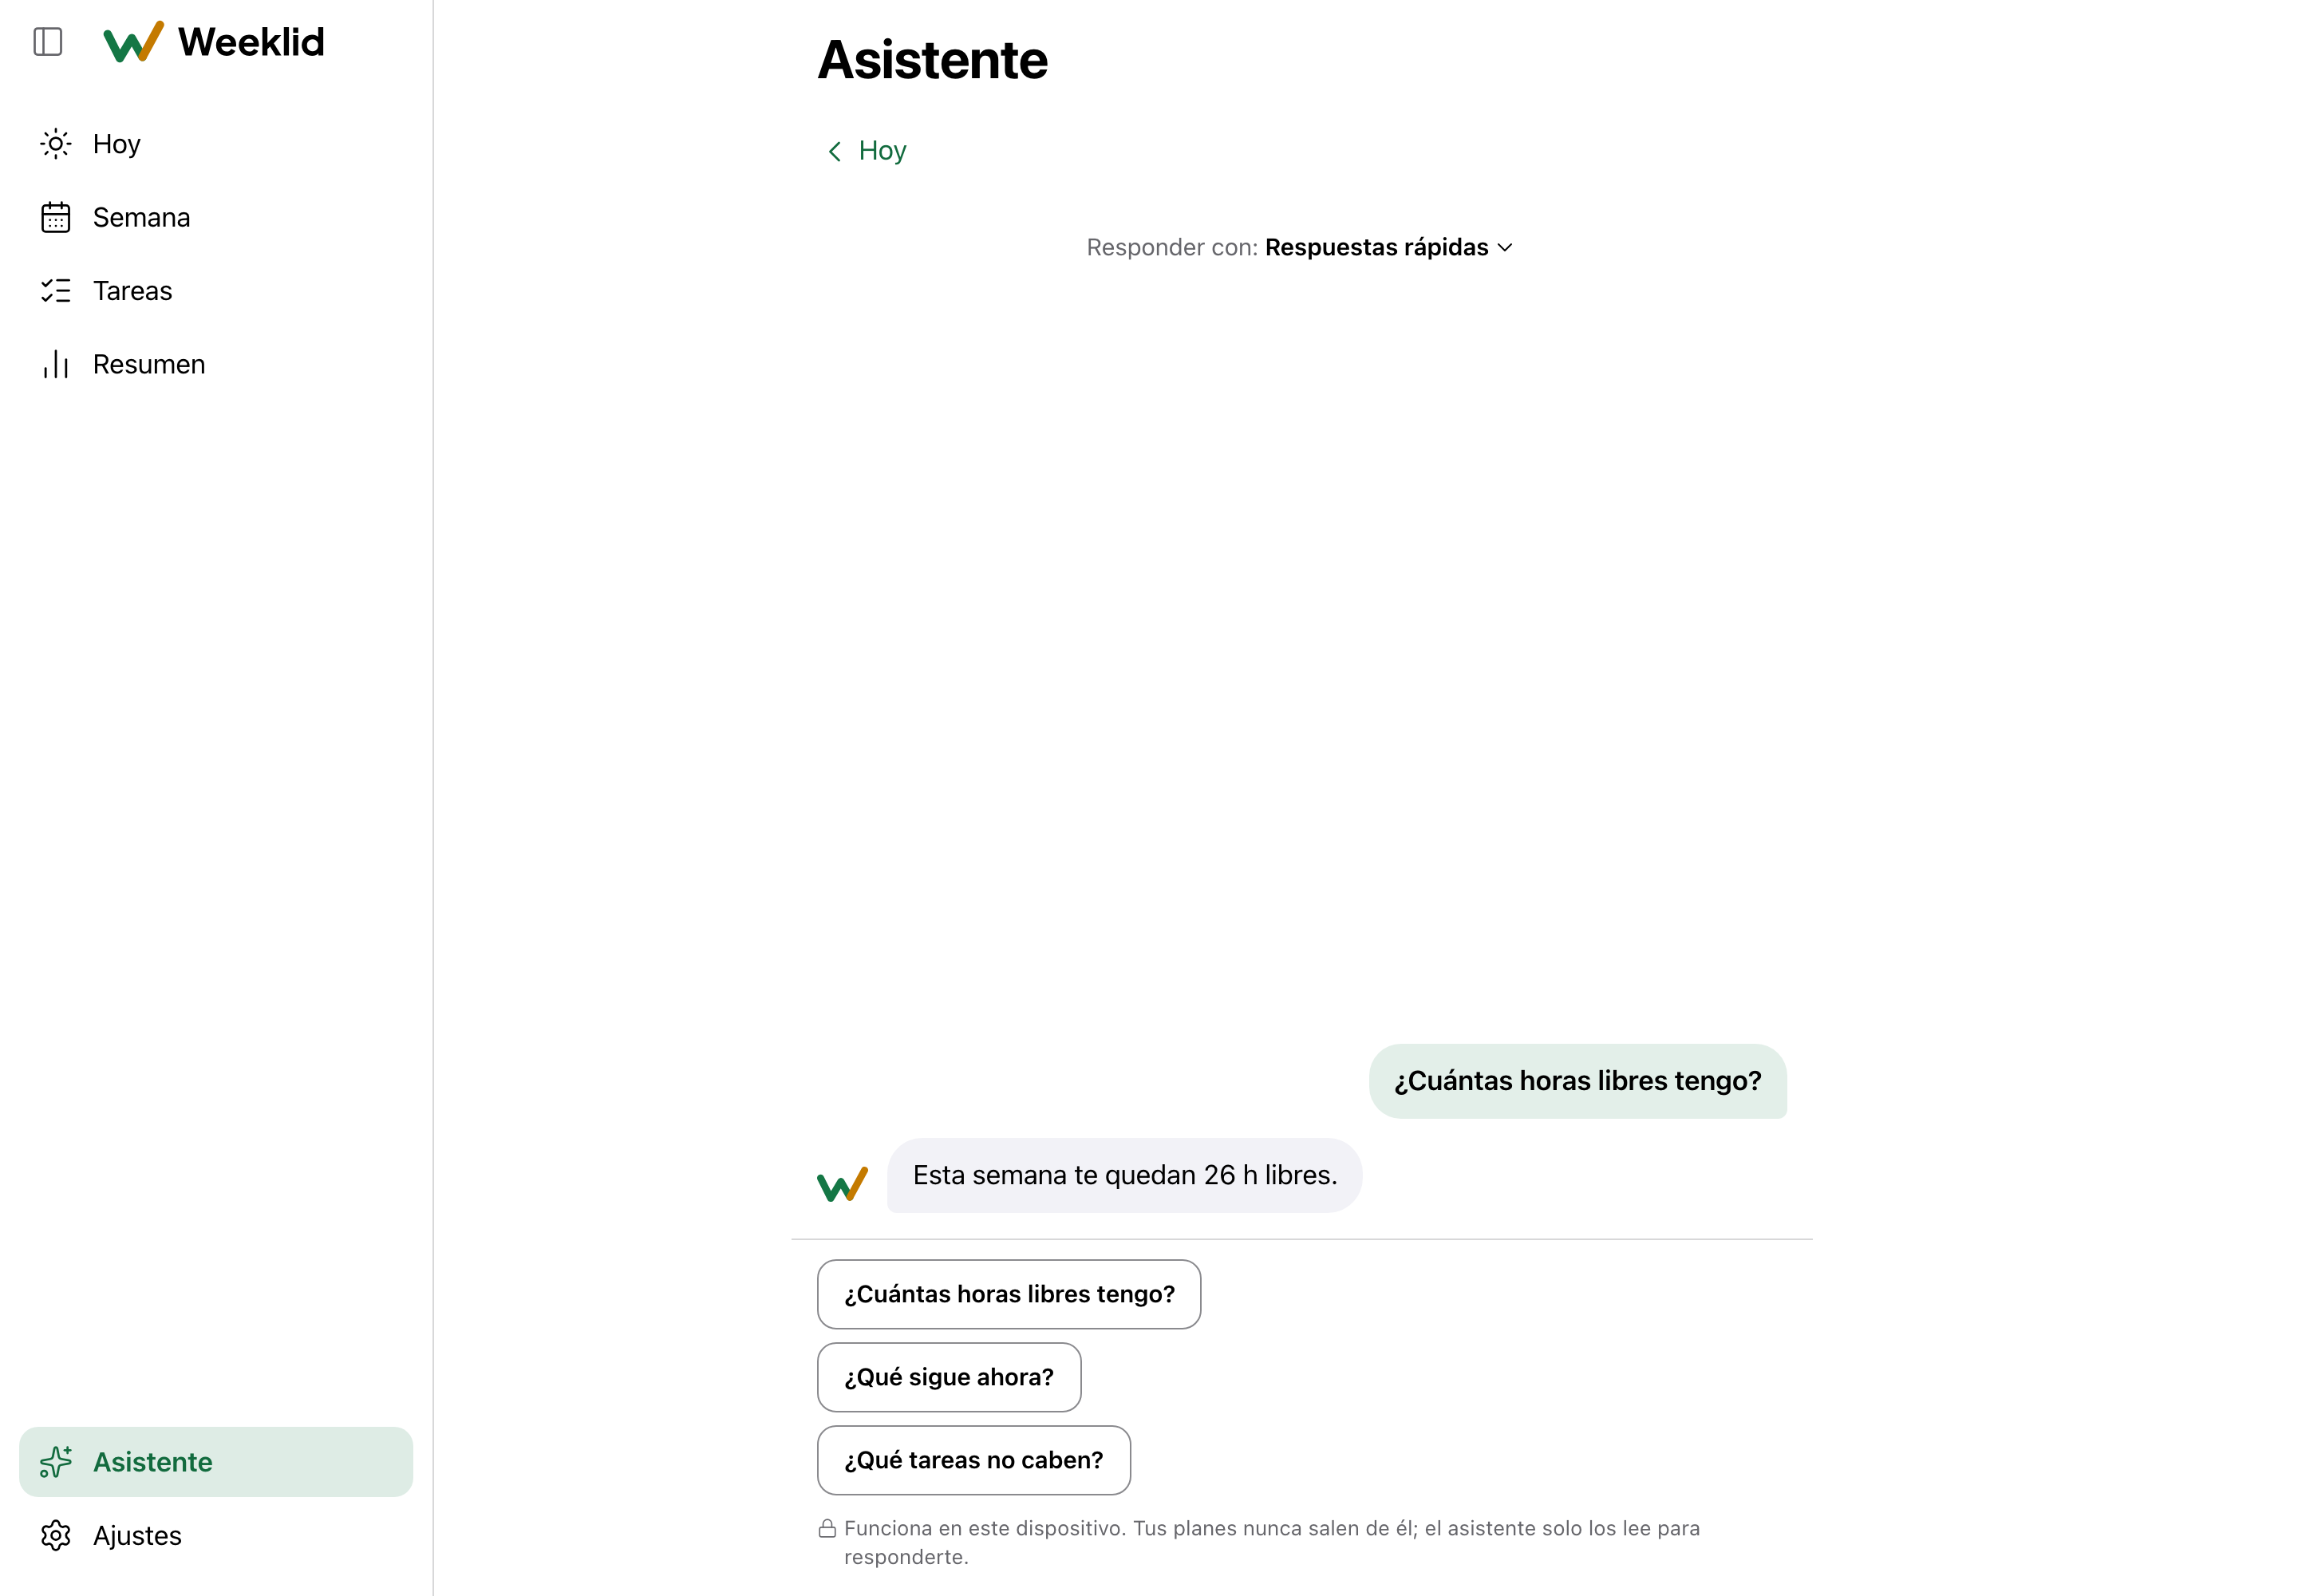 Weeklid
Hoy
Semana
Tareas
Resumen
Asistente
Ajustes
Asistente
Hoy
Responder con: Respuestas rápidas
¿Cuántas horas libres tengo?
Esta semana te quedan 26 h libres.
¿Cuántas horas libres tengo?
¿Qué sigue ahora?
¿Qué tareas no caben?
Funciona en este dispositivo. Tus planes nunca salen de él; el asistente solo los lee para
responderte.